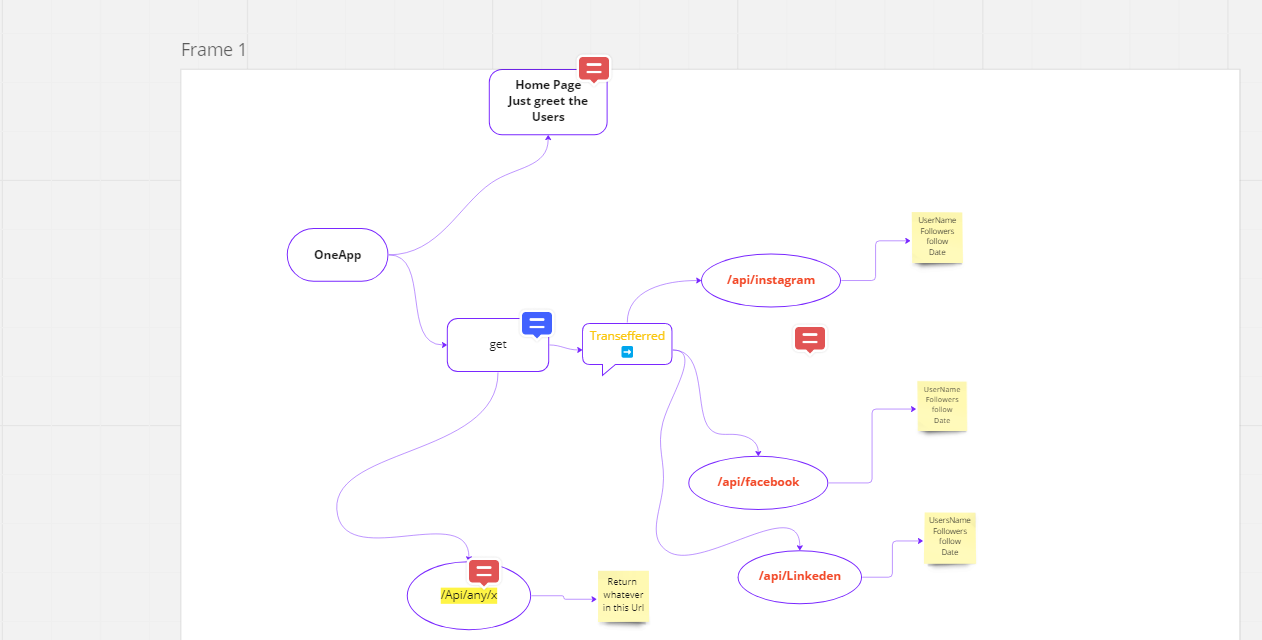 Frame 1
Home Page
Just greet the
Users
OneApp
get
Transefferred
/api/instagram
UserName
Followers
follow
Date
/api/facebook
UserName
Followers
follow
Date
/api/Linkeden
UsersName
Followers
follow
Date
/Api/any/x
Return
whatever
in this Url